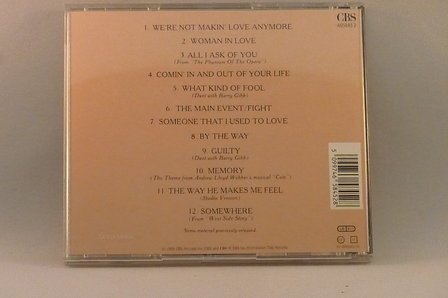 CBS
1 WE'RE NOT MAKIN' LOVE ANYMORE
2 WOMAN IN LOVE
3 ALL I ASK OF YOU
(From "The Phantom Of The Opera")
4 COMIN' IN AND OUT OF YOUR LIFE
5 WHAT KIND OF FOOL
(Duet with Barry Gibb)
6 THE MAIN EVENT/FIGHT
7 SOMEONE THAT I USED TO LOVE
8 BY THE WAY
9 GUILTY
(Duet with Barry Gibb)
10 MEMORY
(The Theme from Andrew Lloyd Webber's musical "Cats")
11 THE WAY HE MAKES ME FEEL
(Studio Version)
12 SOMEWHERE
(From "West Side Story")
Some material previously released.